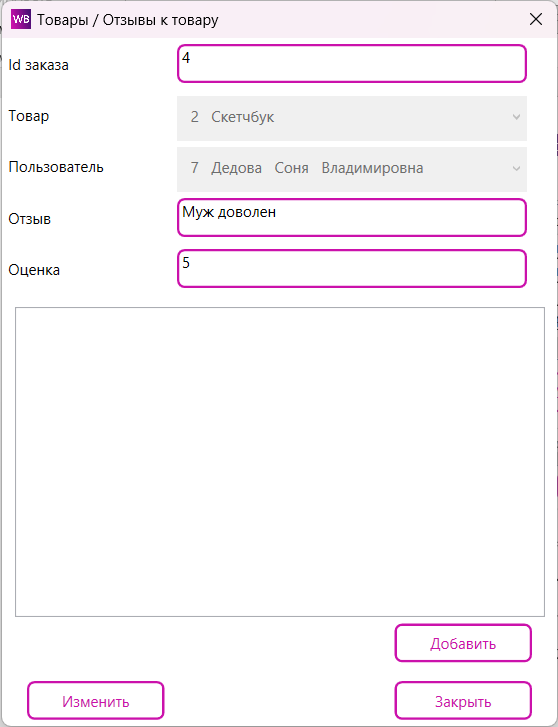 WB Товары / Отзывы к товару
Id заказа 4
Товар 2 Скетчбук
Пользователь 7 Дедова Соня Владимировна
Отзыв Муж доволен
Оценка 5
Добавить
Изменить Закрыть